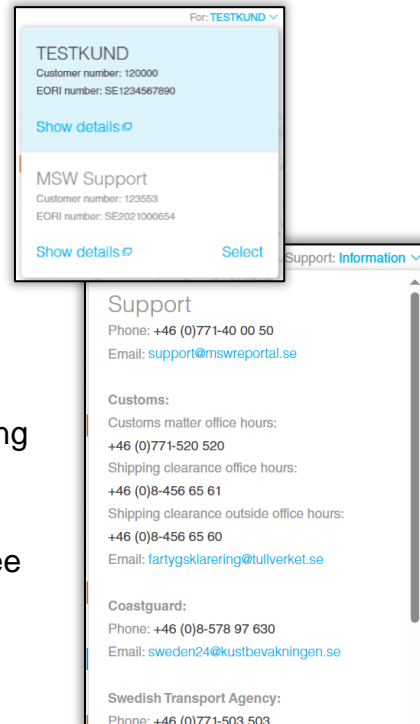 For: TESTKUND
TESTKUND
Customer number: 120000
EORI number: SE1234567890
Show details
MSW Support
Customer number: 123553
EORI number: SE2021000654
Show details Select
Support: Information
Support
Phone: +46 (0)771-40 00 50
Email: support@mswreportal.se
Customs:
Customs matter office hours:
+46 (0)771-520 520
Shipping clearance office hours:
+46 (0)8-456 65 61
Shipping clearance outside office hours:
+46 (0)8-456 65 60
Email: fartygsklarering@tullverket.se
Coastguard:
Phone: +46 (0)8-578 97 630
Email: sweden24@kustbevakningen.se
Swedish Transport Agency:
Phone: +46 (0)771-503 503